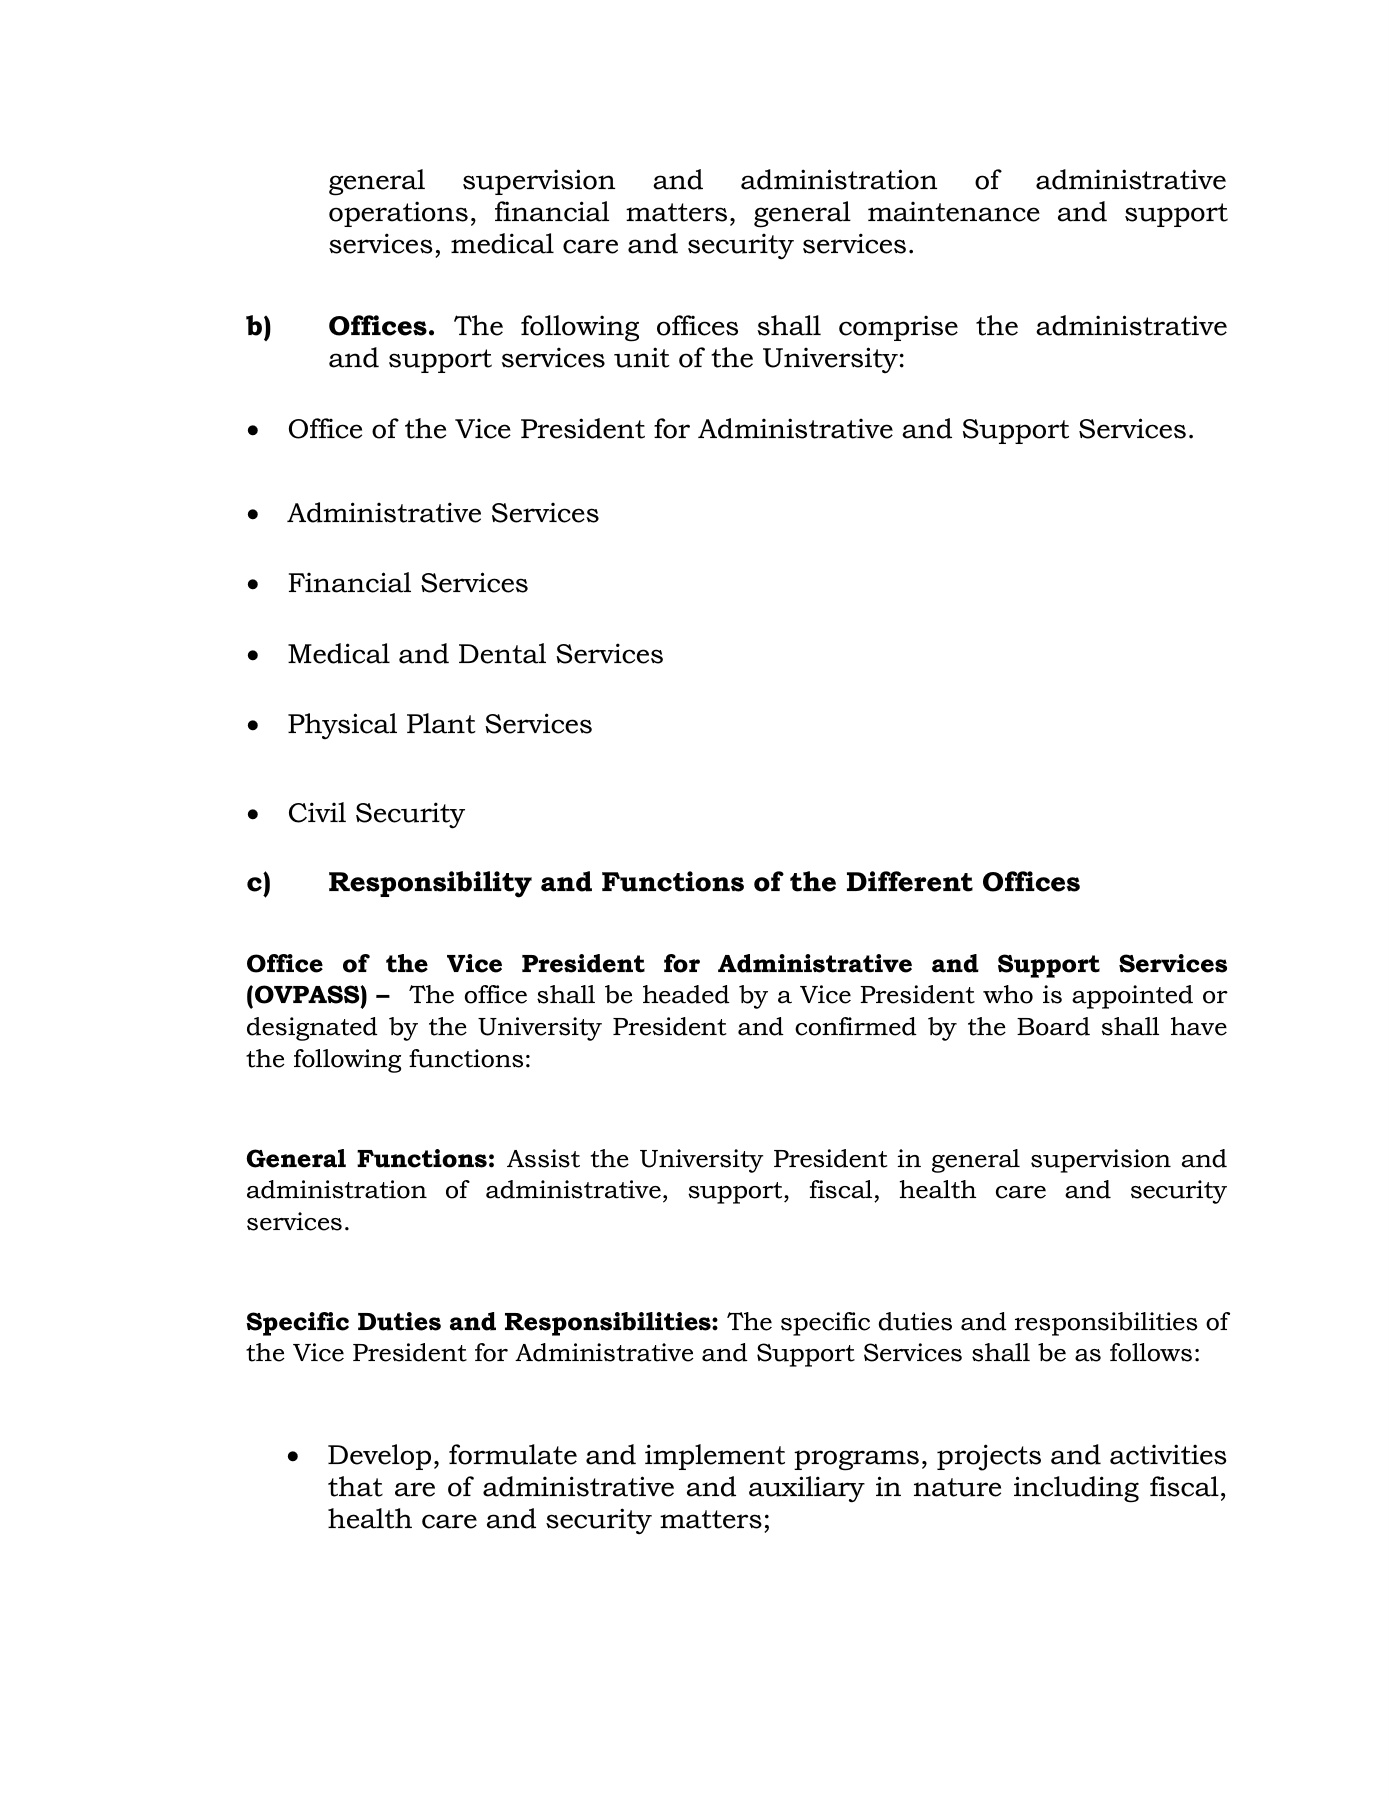 general supervision and administration of administrative
operations, financial matters, general maintenance and support
services, medical care and security services.
b) Offices. The following offices shall comprise the administrative
and support services unit of the University:
• Office of the Vice President for Administrative and Support Services.
• Administrative Services
• Financial Services
• Medical and Dental Services
• Physical Plant Services
• Civil Security
c) Responsibility and Functions of the Different Offices
Office of the Vice President for Administrative and Support Services
(OVPASS) – The office shall be headed by a Vice President who is appointed or
designated by the University President and confirmed by the Board shall have
the following functions:
General Functions: Assist the University President in general supervision and
administration of administrative, support, fiscal, health care and security
services.
Specific Duties and Responsibilities: The specific duties and responsibilities of
the Vice President for Administrative and Support Services shall be as follows:
• Develop, formulate and implement programs, projects and activities
that are of administrative and auxiliary in nature including fiscal,
health care and security matters;